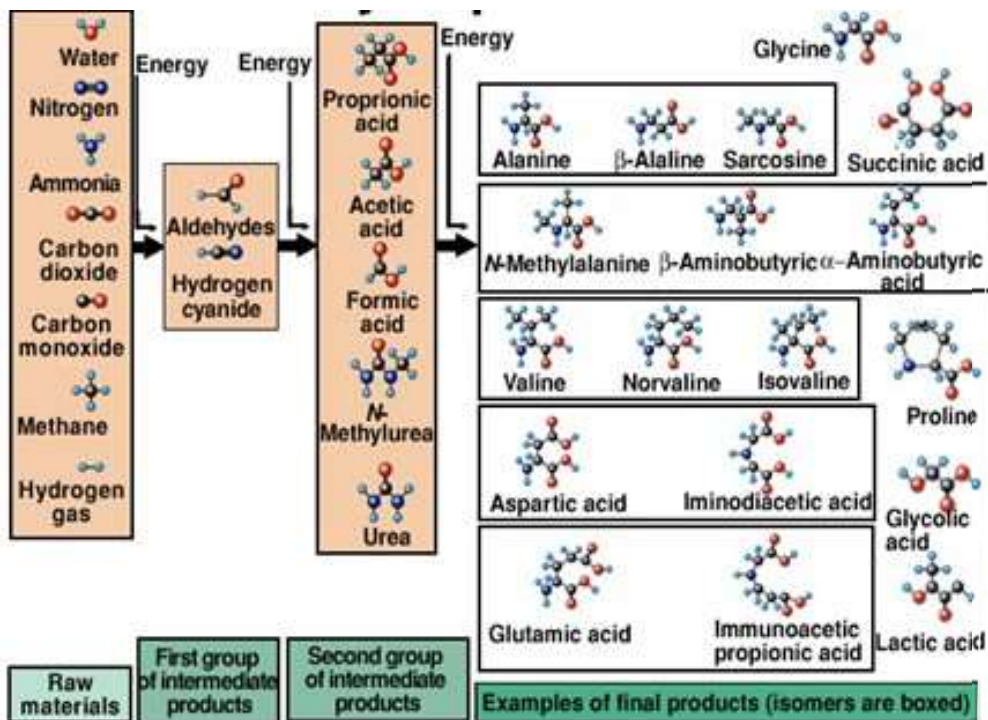 Water
Nitrogen
Ammonia
Carbon
dioxide
Carbon
monoxide
Methane
Hydrogen
gas
Raw
materials
Energy
Aldehydes
Hydrogen
cyanide
First group
of intermediate
products
Energy
Proprionic
acid
Acetic
acid
Formic
acid
N-
Methylurea
Urea
Second group
of intermediate
products
Energy
Glycine
Alanine
β-Alaline
Sarcosine
Succinic acid
N-Methylalanine
β-Aminobutyric
α-Aminobutyric
acid
Valine
Norvaline
Isovaline
Proline
Aspartic acid
Iminodiacetic acid
Glycolic
acid
Glutamic acid
Immunoacetic
propionic acid
Lactic acid
Examples of final products (isomers are boxed)